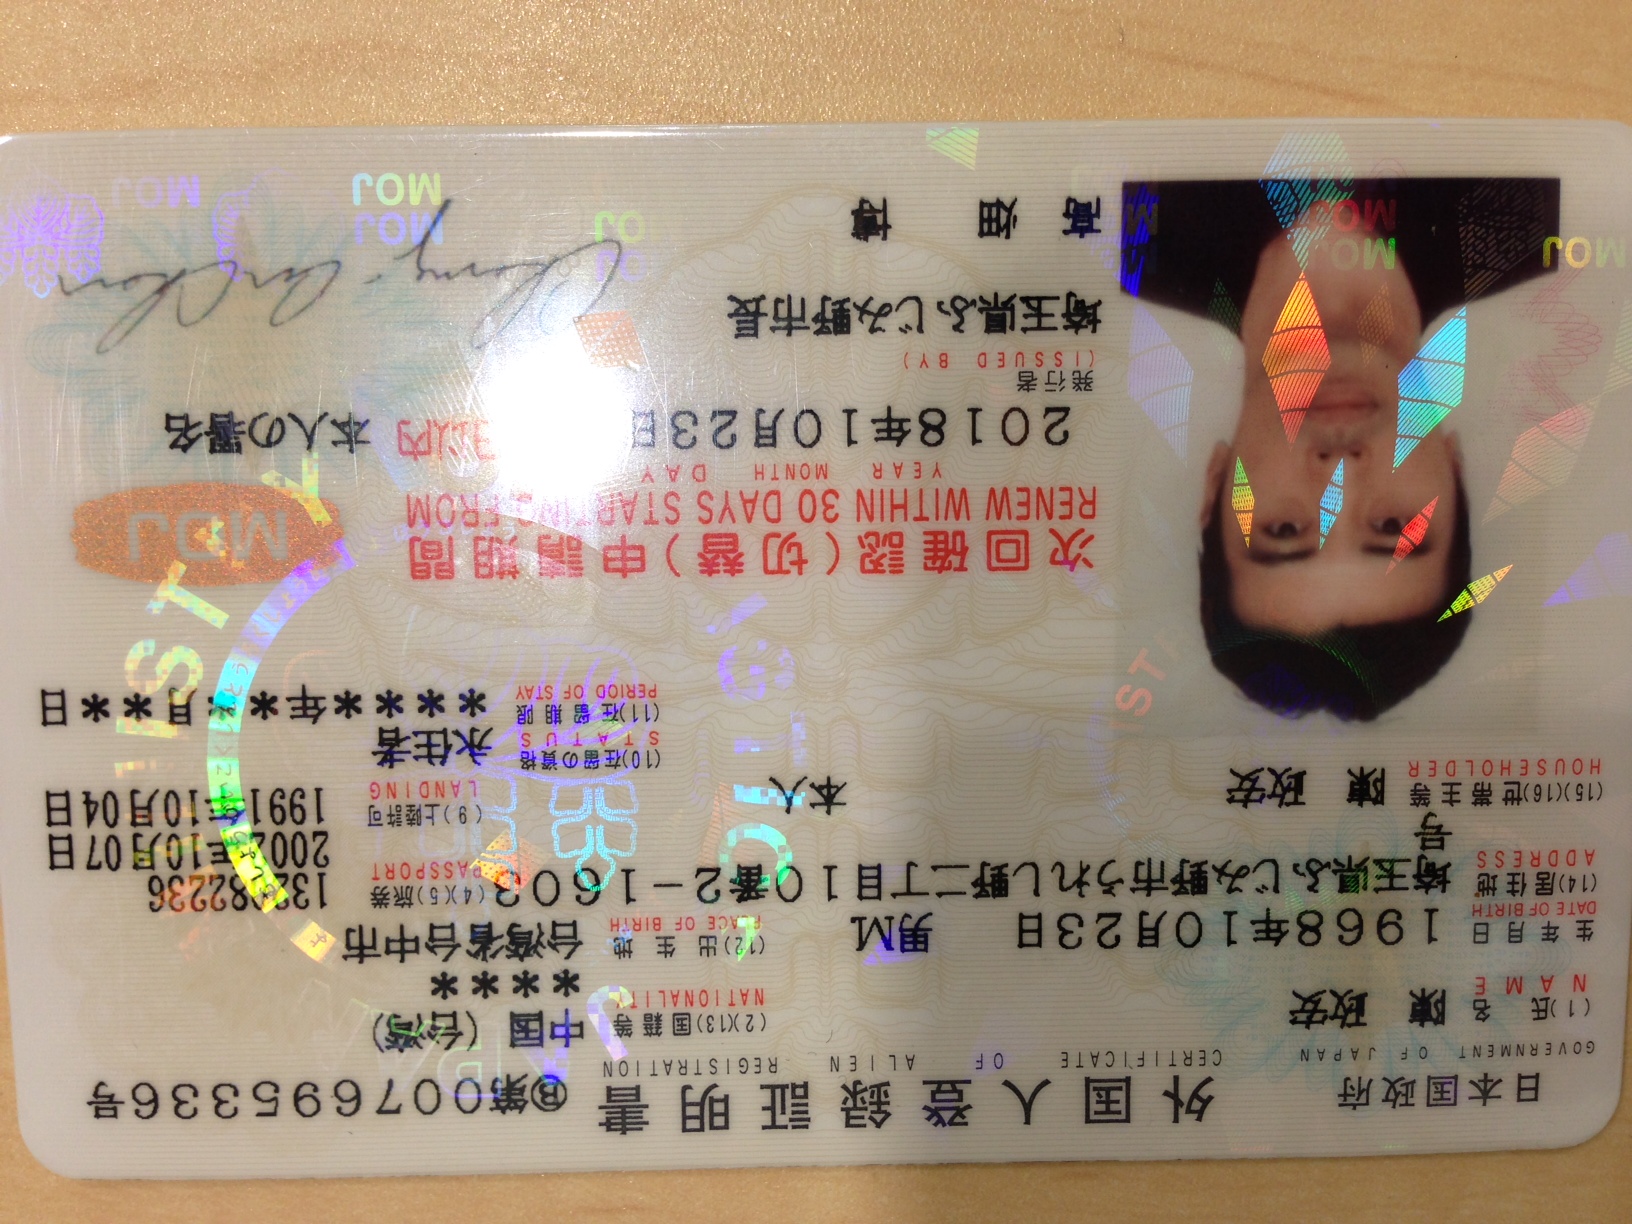 日本国政府 外国人登録証明書 Ⓑ第007695336号
GOVERNMENT OF JAPAN CERTIFICATE OF ALIEN REGISTRATION
(1)氏名 陳 政安
NAME
(2)(13)国籍等 中国 (台湾)
NATIONALITY ****
生年月日 1968年10月23日 男M
DATE OF BIRTH
(12)出生地 台湾省台中市
PLACE OF BIRTH
(14)居住地 埼玉県ふじみ野市うれし野二丁目10番2-1603
ADDRESS 号
(4)(5)旅券
PASSPORT
2002年10月07日
(9)上陸許可 1991年10月04日
LANDING
(15)(16)世帯主等 陳 政安 本人
HOUSEHOLDER
(10)在留の資格 永住者
STATUS
(11)在留期限 *****年**月**日
PERIOD OF STAY
次回確認(切替)申請期間
RENEW WITHIN 30 DAYS STARTING FROM
YEAR MONTH DAY
2018年10月23日 以内
本人の署名
発行者
(ISSUED BY)
埼玉県ふじみ野市長
高畑 博
MOJ
MOJ
MOJ
MOJ
MOJ
MOJ
MOJ